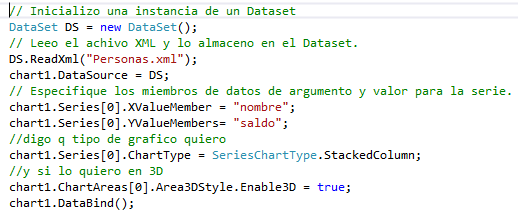 // Inicializo una instancia de un Dataset
DataSet DS = new DataSet();
// Leeo el achivo XML y lo almaceno en el Dataset.
DS.ReadXml("Personas.xml");
chart1.DataSource = DS;
// Especifique los miembros de datos de argumento y valor para la serie.
chart1.Series[0].XValueMember = "nombre";
chart1.Series[0].YValueMembers= "saldo";
//digo q tipo de grafico quiero
chart1.Series[0].ChartType = SeriesChartType.StackedColumn;
//y si lo quiero en 3D
chart1.ChartAreas[0].Area3DStyle.Enable3D = true;
chart1.DataBind();